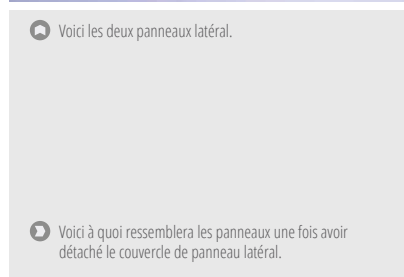 Voici les deux panneaux latéral.
Voici à quoi ressemblera les panneaux une fois avoir
détaché le couvercle de panneau latéral.